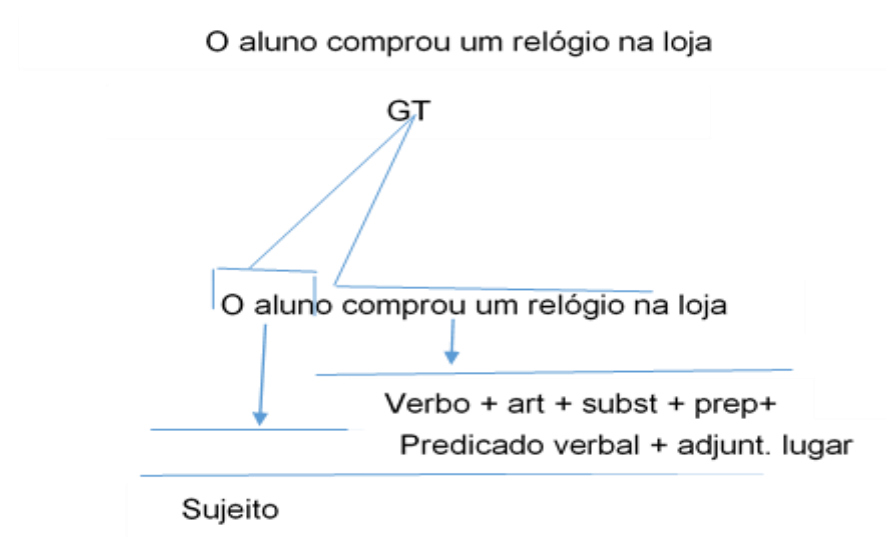 O aluno comprou um relógio na loja
GT
O aluno comprou um relógio na loja
Verbo + art + subst + prep+
Predicado verbal + adjunt. lugar
Sujeito